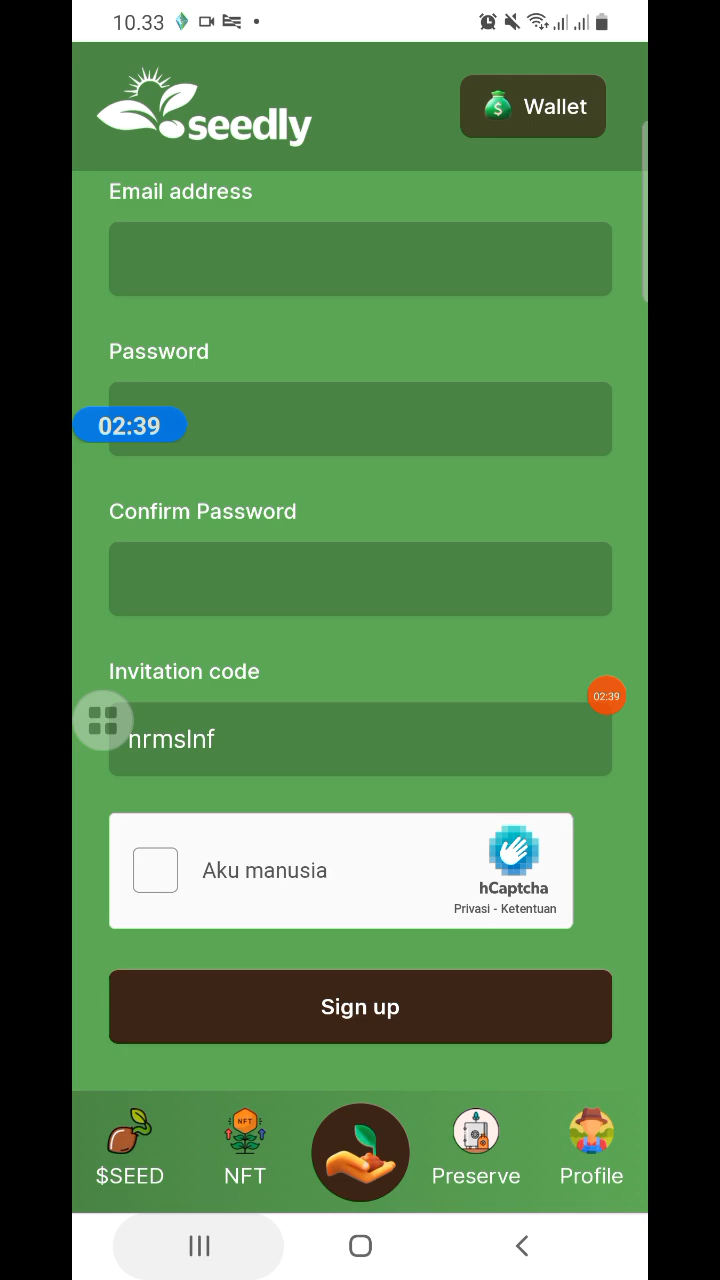 10.33
seedly
Wallet
Email address
Password
02:39
Confirm Password
Invitation code
02:39
nrmslnf
Aku manusia
hCaptcha
Privasi - Ketentuan
Sign up
NFT
$SEED
NFT
Preserve
Profile